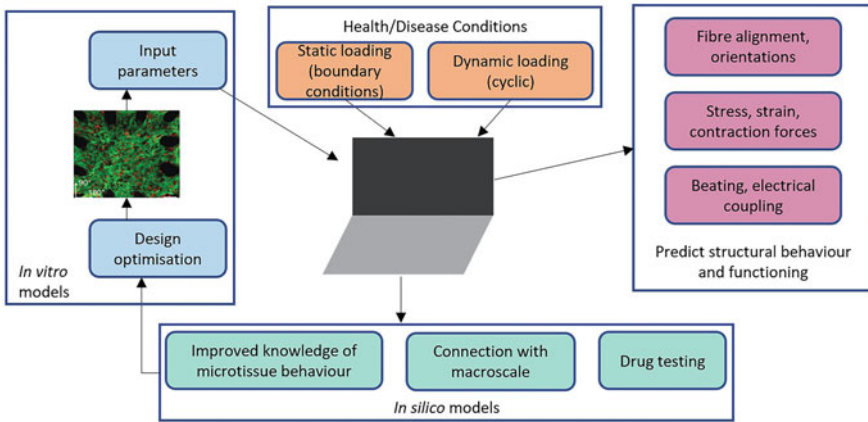 Input
parameters
Design
optimisation
In vitro
models
Health/Disease Conditions
Static loading
(boundary
conditions)
Dynamic loading
(cyclic)
Fibre alignment,
orientations
Stress, strain,
contraction forces
Beating, electrical
coupling
Predict structural behaviour
and functioning
Improved knowledge of
microtissue behaviour
Connection with
macroscale
Drug testing
In silico models